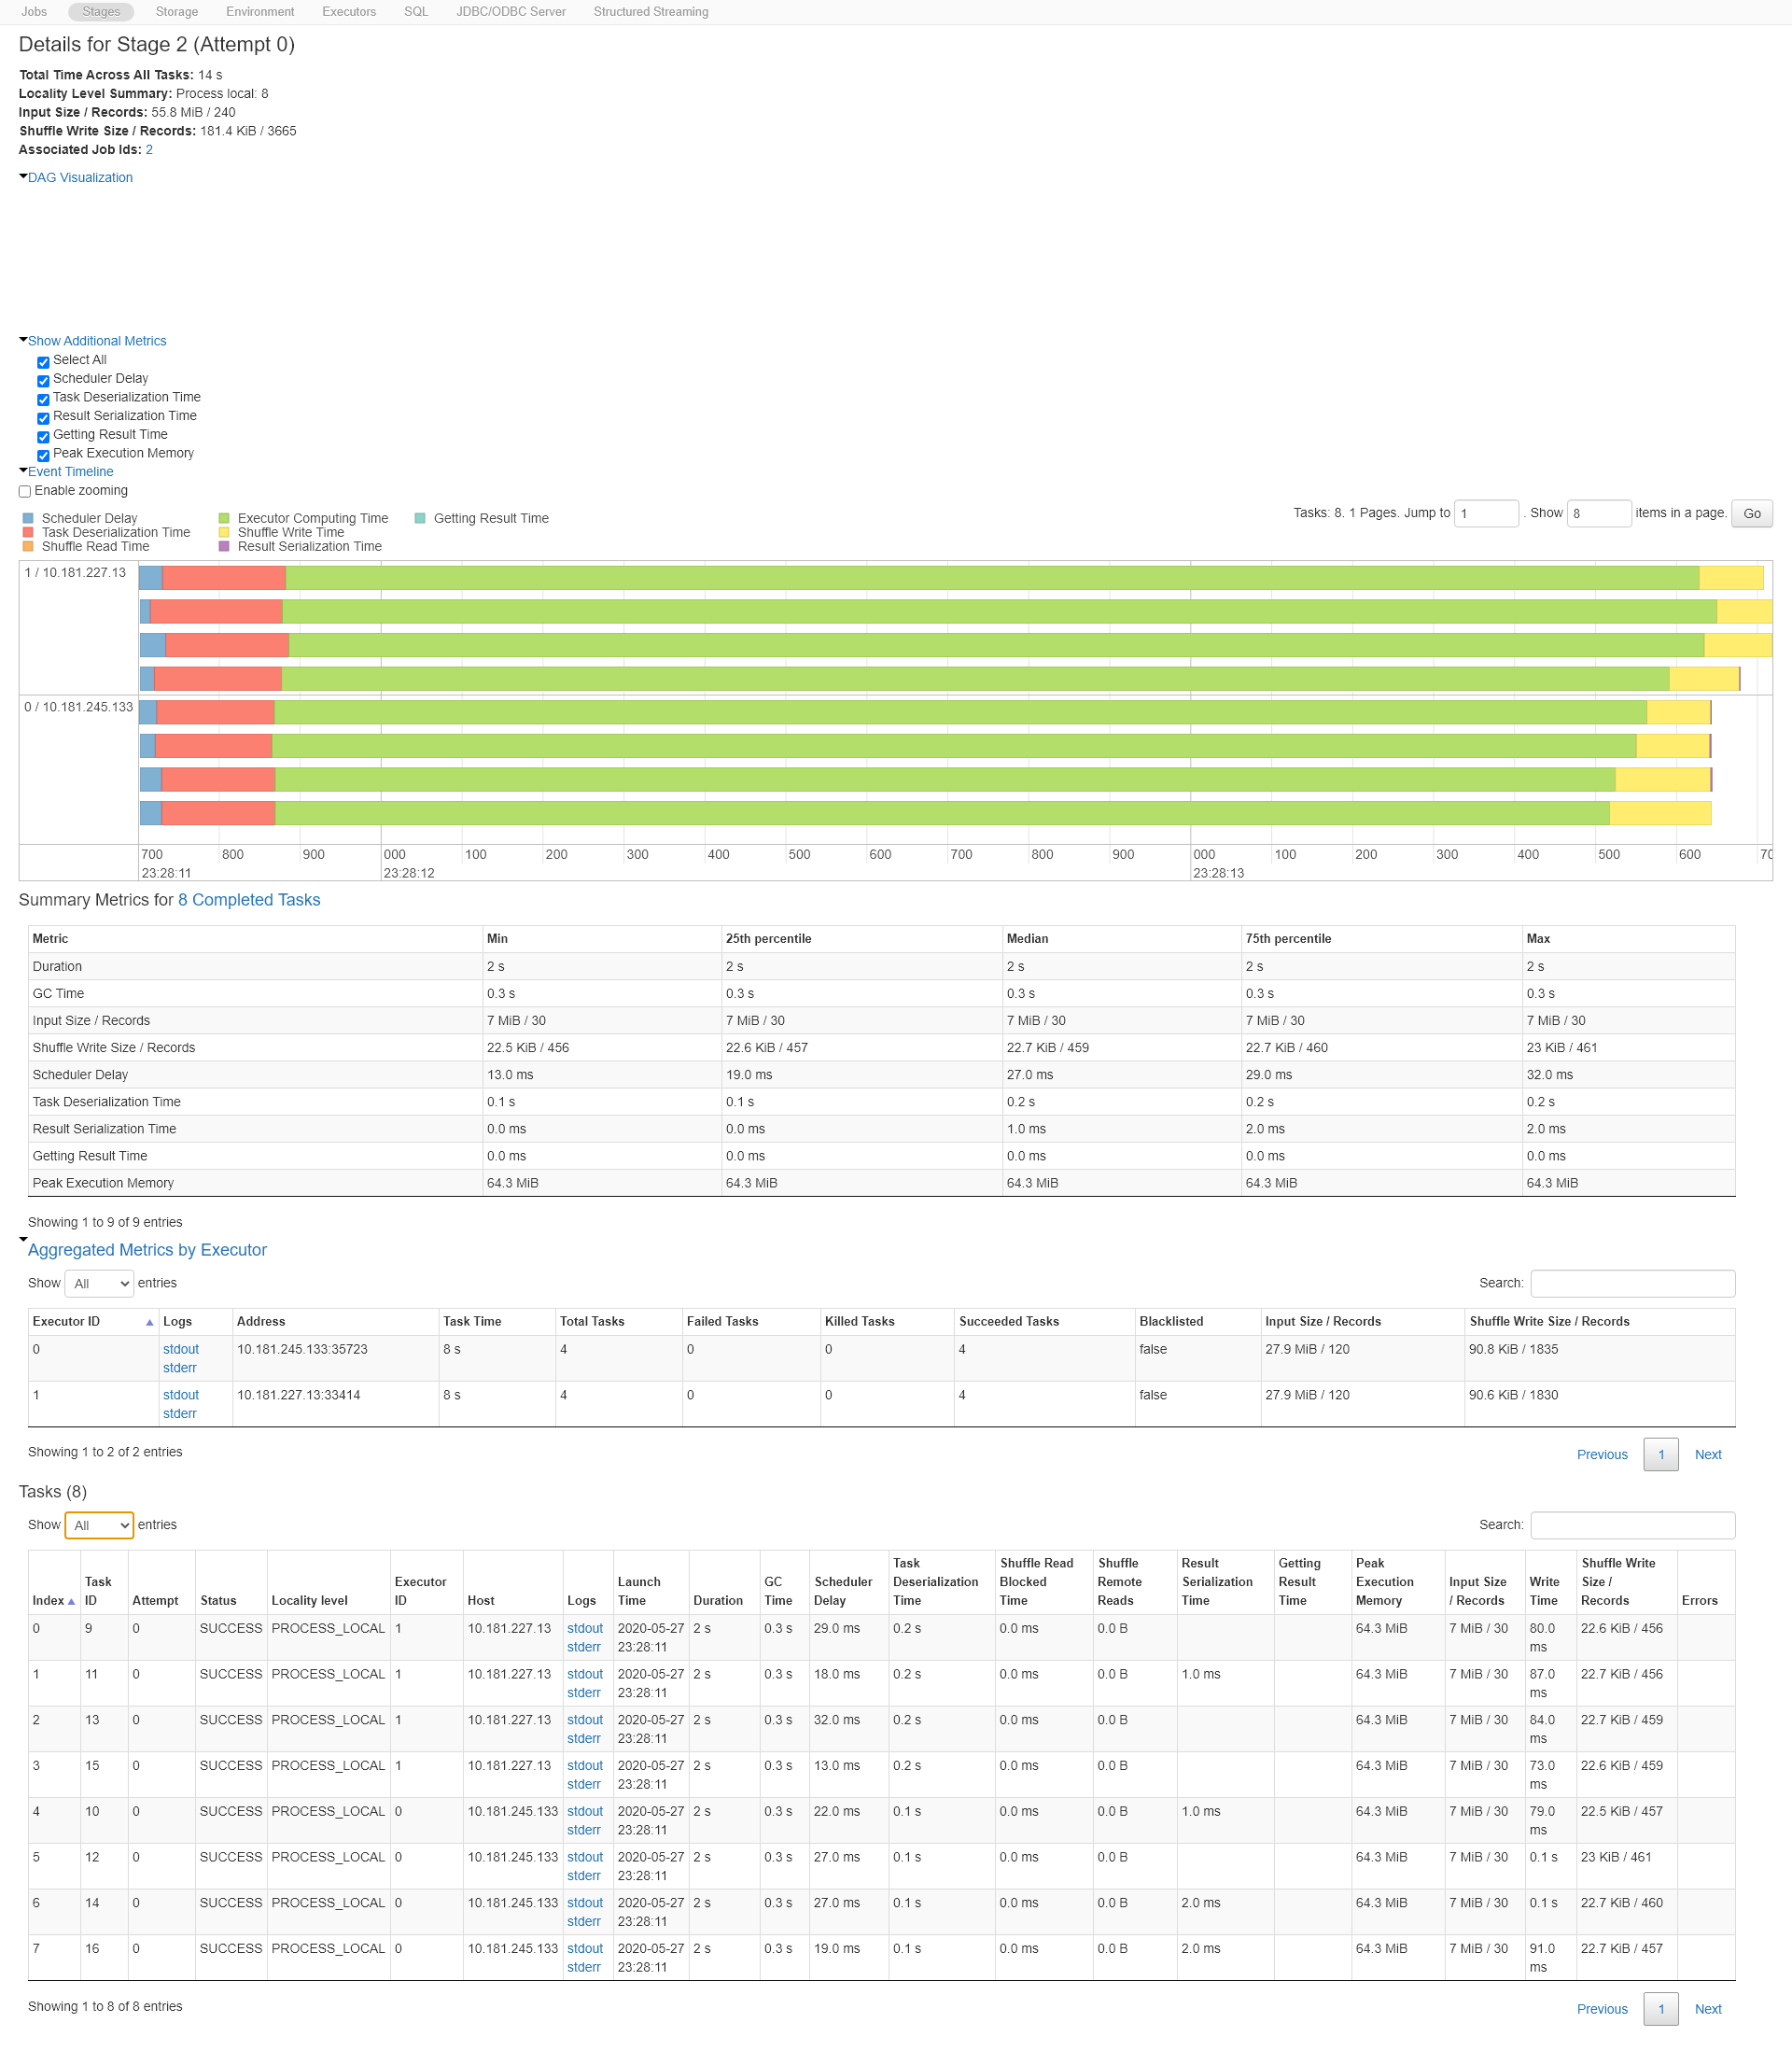 Jobs Stages Storage Environment Executors SQL JDBC/ODBC Server Structured Streaming
Details for Stage 2 (Attempt 0)
Total Time Across All Tasks: 14 s
Locality Level Summary: Process local: 8
Input Size / Records: 55.8 MiB / 240
Shuffle Write Size / Records: 181.4 KiB / 3665
Associated Job Ids: 2
DAG Visualization
Show Additional Metrics
Select All
Scheduler Delay
Task Deserialization Time
Result Serialization Time
Getting Result Time
Peak Execution Memory
Event Timeline
Enable zooming
Tasks: 8. 1 Pages. Jump to 1 . Show 8 items in a page. Go
Scheduler Delay Executor Computing Time Getting Result Time
Task Deserialization Time Shuffle Write Time
Shuffle Read Time Result Serialization Time
1 / 10.181.227.13
0 / 10.181.245.133
700 800 900 000 100 200 300 400 500 600 700 800 900 000 100 200 300 400 500 600 70
23:28:11 23:28:12 23:28:13
Summary Metrics for 8 Completed Tasks
Metric Min 25th percentile Median 75th percentile Max
Duration 2 s 2 s 2 s 2 s 2 s
GC Time 0.3 s 0.3 s 0.3 s 0.3 s 0.3 s
Input Size / Records 7 MiB / 30 7 MiB / 30 7 MiB / 30 7 MiB / 30 7 MiB / 30
Shuffle Write Size / Records 22.5 KiB / 456 22.6 KiB / 457 22.7 KiB / 459 22.7 KiB / 460 23 KiB / 461
Scheduler Delay 13.0 ms 19.0 ms 27.0 ms 29.0 ms 32.0 ms
Task Deserialization Time 0.1 s 0.1 s 0.2 s 0.2 s 0.2 s
Result Serialization Time 0.0 ms 0.0 ms 1.0 ms 2.0 ms 2.0 ms
Getting Result Time 0.0 ms 0.0 ms 0.0 ms 0.0 ms 0.0 ms
Peak Execution Memory 64.3 MiB 64.3 MiB 64.3 MiB 64.3 MiB 64.3 MiB
Showing 1 to 9 of 9 entries
Aggregated Metrics by Executor
Show All entries Search:
Executor ID Logs Address Task Time Total Tasks Failed Tasks Killed Tasks Succeeded Tasks Blacklisted Input Size / Records Shuffle Write Size / Records
0 stdout 10.181.245.133:35723 8 s 4 0 0 4 false 27.9 MiB / 120 90.8 KiB / 1835
stderr
1 stdout 10.181.227.13:33414 8 s 4 0 0 4 false 27.9 MiB / 120 90.6 KiB / 1830
stderr
Showing 1 to 2 of 2 entries Previous 1 Next
Tasks (8)
Show All entries Search:
Task Shuffle Read Shuffle Result Getting Peak Shuffle Write
Task Executor Launch GC Scheduler Deserialization Blocked Remote Serialization Result Execution Input Size Write Size /
Index ID Attempt Status Locality level ID Host Logs Time Duration Time Delay Time Time Reads Time Time Memory / Records Time Records Errors
0 9 0 SUCCESS PROCESS_LOCAL 1 10.181.227.13 stdout 2020-05-27 2 s 0.3 s 29.0 ms 0.2 s 0.0 ms 0.0 B 64.3 MiB 7 MiB / 30 80.0 22.6 KiB / 456
stderr 23:28:11 ms
1 11 0 SUCCESS PROCESS_LOCAL 1 10.181.227.13 stdout 2020-05-27 2 s 0.3 s 18.0 ms 0.2 s 0.0 ms 0.0 B 1.0 ms 64.3 MiB 7 MiB / 30 87.0 22.7 KiB / 456
stderr 23:28:11 ms
2 13 0 SUCCESS PROCESS_LOCAL 1 10.181.227.13 stdout 2020-05-27 2 s 0.3 s 32.0 ms 0.2 s 0.0 ms 0.0 B 64.3 MiB 7 MiB / 30 84.0 22.7 KiB / 459
stderr 23:28:11 ms
3 15 0 SUCCESS PROCESS_LOCAL 1 10.181.227.13 stdout 2020-05-27 2 s 0.3 s 13.0 ms 0.2 s 0.0 ms 0.0 B 64.3 MiB 7 MiB / 30 73.0 22.6 KiB / 459
stderr 23:28:11 ms
4 10 0 SUCCESS PROCESS_LOCAL 0 10.181.245.133 stdout 2020-05-27 2 s 0.3 s 22.0 ms 0.1 s 0.0 ms 0.0 B 1.0 ms 64.3 MiB 7 MiB / 30 79.0 22.5 KiB / 457
stderr 23:28:11 ms
5 12 0 SUCCESS PROCESS_LOCAL 0 10.181.245.133 stdout 2020-05-27 2 s 0.3 s 27.0 ms 0.1 s 0.0 ms 0.0 B 64.3 MiB 7 MiB / 30 0.1 s 23 KiB / 461
stderr 23:28:11
6 14 0 SUCCESS PROCESS_LOCAL 0 10.181.245.133 stdout 2020-05-27 2 s 0.3 s 27.0 ms 0.1 s 0.0 ms 0.0 B 2.0 ms 64.3 MiB 7 MiB / 30 0.1 s 22.7 KiB / 460
stderr 23:28:11
7 16 0 SUCCESS PROCESS_LOCAL 0 10.181.245.133 stdout 2020-05-27 2 s 0.3 s 19.0 ms 0.1 s 0.0 ms 0.0 B 2.0 ms 64.3 MiB 7 MiB / 30 91.0 22.7 KiB / 457
stderr 23:28:11 ms
Showing 1 to 8 of 8 entries Previous 1 Next